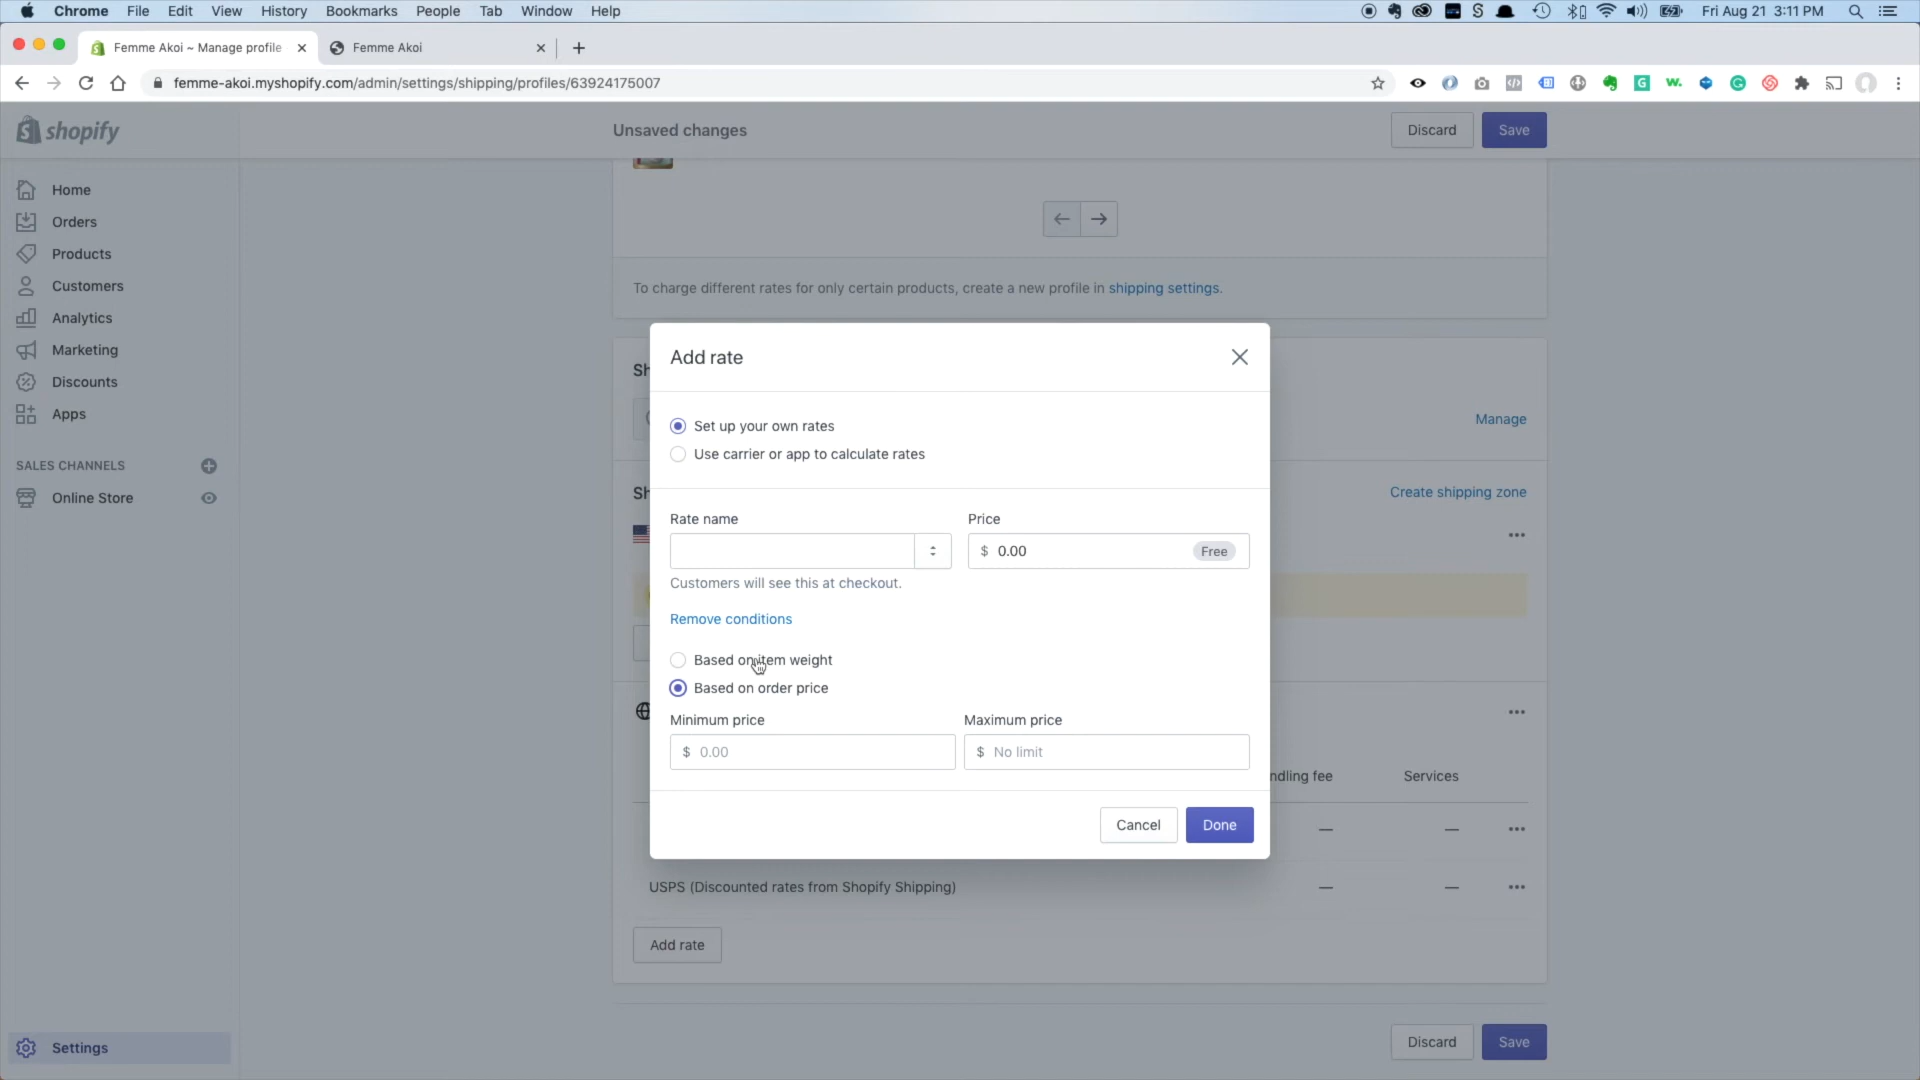 Chrome File Edit View History Bookmarks People Tab Window Help
Fri Aug 21 3:11 PM
Femme Akoi ~ Manage profile
Femme Akoi
femme-akoi.myshopify.com/admin/settings/shipping/profiles/63924175007
shopify
Unsaved changes
Discard
Save
Home
Orders
Products
Customers
Analytics
Marketing
Discounts
Apps
SALES CHANNELS
Online Store
Settings
To charge different rates for only certain products, create a new profile in shipping settings.
Sh
Manage
Sh
Create shipping zone
Add rate
Set up your own rates
Use carrier or app to calculate rates
Rate name
Price
$ 0.00 Free
Customers will see this at checkout.
Remove conditions
Based on item weight
Based on order price
Minimum price
Maximum price
$ 0.00
$ No limit
Cancel
Done
ndling fee
Services
—
—
USPS (Discounted rates from Shopify Shipping)
—
—
Add rate
Discard
Save